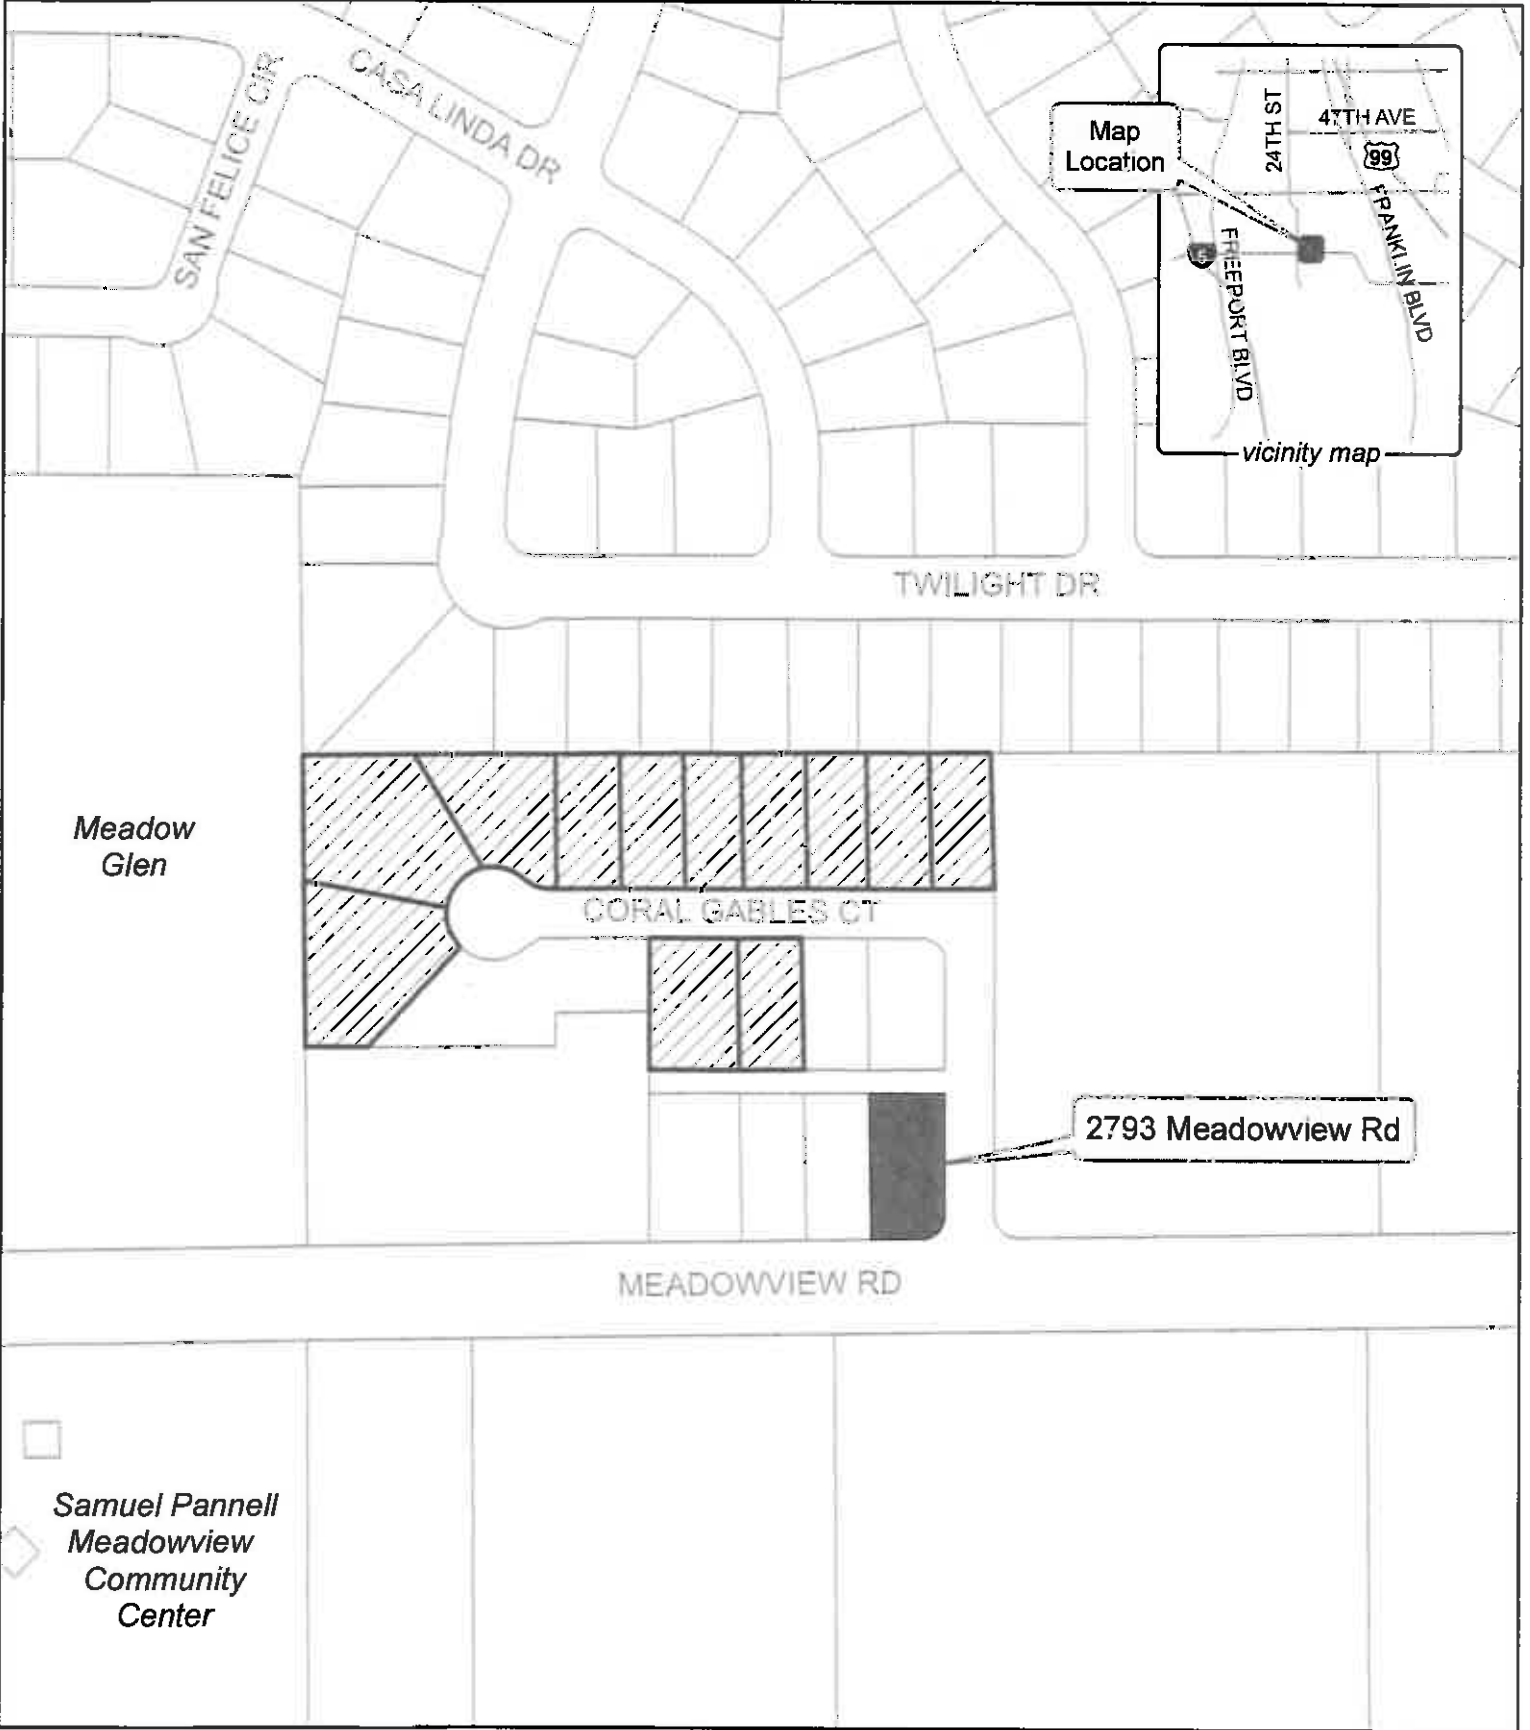 CASA LINDA DR
SAN FELICE CIR
Map
Location
24TH ST
47TH AVE
99
FRANKLIN BLVD
FREEPORT BLVD
vicinity map
TWILIGHT DR
Meadow
Glen
CORAL GABLES CT
2793 Meadowview Rd
MEADOWVIEW RD
Samuel Pannell
Meadowview
Community
Center